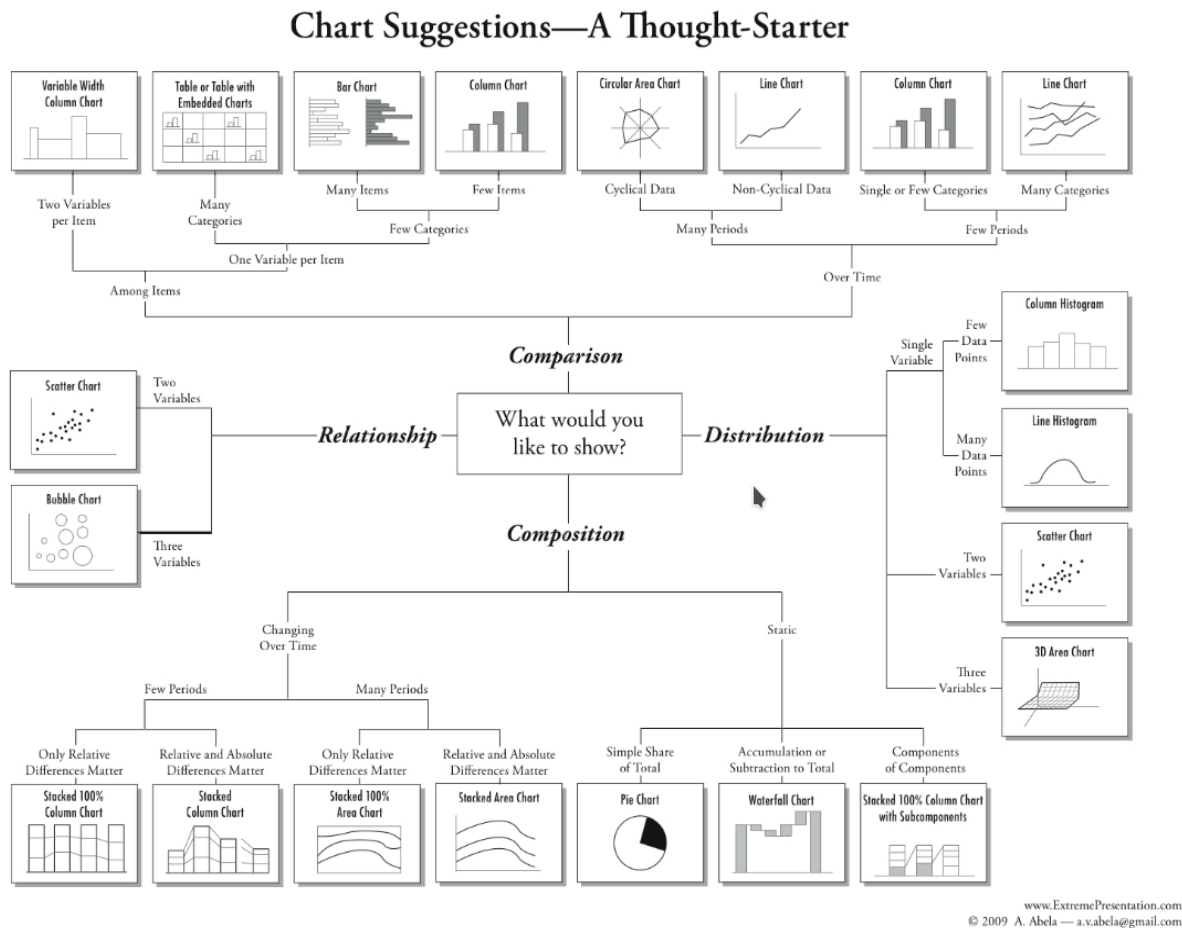 Chart Suggestions—A Thought-Starter
Variable Width
Column Chart
Table or Table with
Embedded Charts
Bar Chart
Column Chart
Circular Area Chart
Line Chart
Column Chart
Line Chart
Two Variables
per Item
Many
Categories
Many Items
Few Items
Cyclical Data
Non-Cyclical Data
Single or Few Categories
Many Categories
Few Categories
Many Periods
Few Periods
One Variable per Item
Over Time
Among Items
Comparison
What would you
like to show?
Relationship
Two
Variables
Scatter Chart
Bubble Chart
Three
Variables
Distribution
Single
Variable
Few
Data
Points
Column Histogram
Many
Data
Points
Line Histogram
Two
Variables
Scatter Chart
Three
Variables
3D Area Chart
Composition
Changing
Over Time
Static
Few Periods
Many Periods
Only Relative
Differences Matter
Relative and Absolute
Differences Matter
Only Relative
Differences Matter
Relative and Absolute
Differences Matter
Simple Share
of Total
Accumulation or
Subtraction to Total
Components
of Components
Stacked 100%
Column Chart
Stacked
Column Chart
Stacked 100%
Area Chart
Stacked Area Chart
Pie Chart
Waterfall Chart
Stacked 100% Column Chart
with Subcomponents
www.ExtremePresentation.com
© 2009 A. Abela — a.v.abela@gmail.com